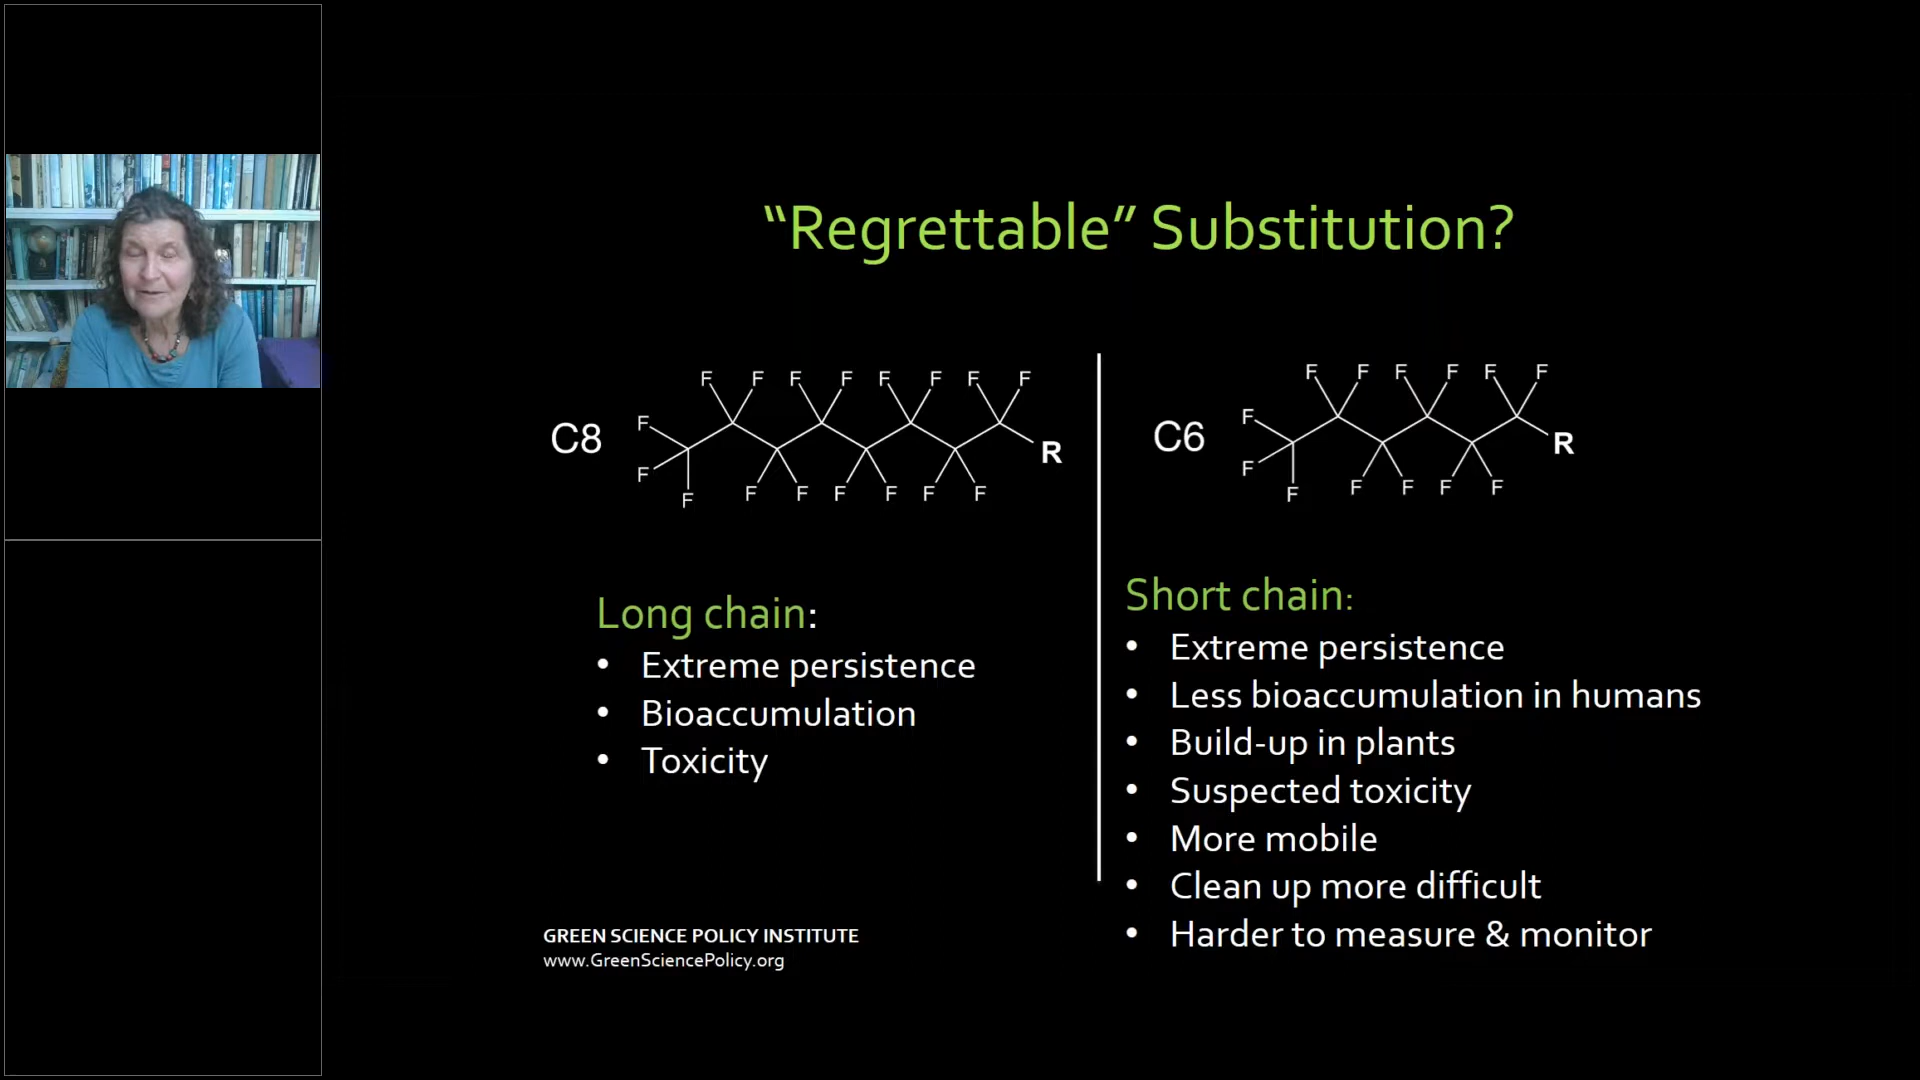 “Regrettable” Substitution?
F F F F F F F F
F
C8
R
F
F
F F F F F F
F F F F F F
F
C6
R
F
F
F F F F
Long chain:
• Extreme persistence
• Bioaccumulation
• Toxicity
Short chain:
• Extreme persistence
• Less bioaccumulation in humans
• Build-up in plants
• Suspected toxicity
• More mobile
• Clean up more difficult
• Harder to measure & monitor
GREEN SCIENCE POLICY INSTITUTE
www.GreenSciencePolicy.org